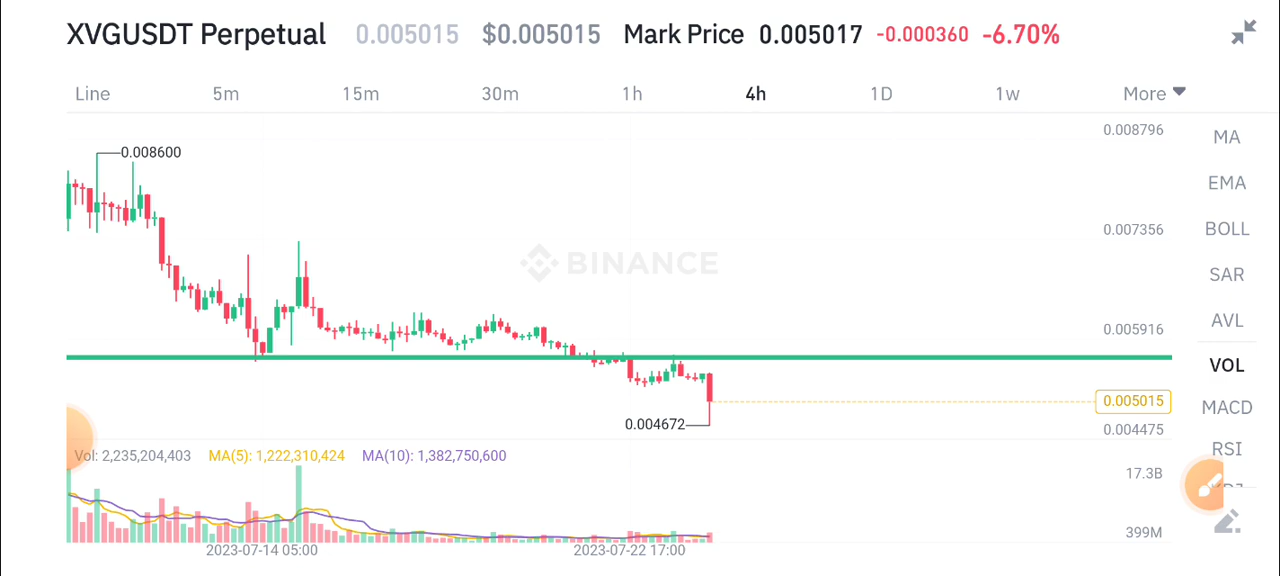 XVGUSDT Perpetual 0.005015 $0.005015 Mark Price 0.005017 -0.000360 -6.70%
Line 5m 15m 30m 1h 4h 1D 1w More
0.008796
MA
0.008600
EMA
0.007356
BOLL
BINANCE
SAR
AVL
0.005916
VOL
0.005015
MACD
0.004672
0.004475
RSI
Vol: 2,235,204,403 MA(5): 1,222,310,424 MA(10): 1,382,750,600
17.3B
399M
2023-07-14 05:00 2023-07-22 17:00